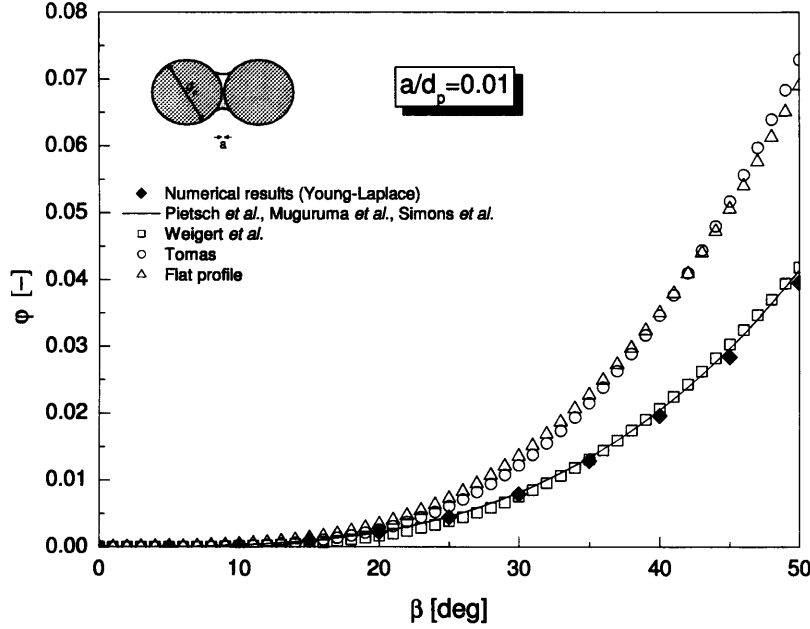 0.08
0.07
0.06
0.05
0.04
0.03
0.02
0.01
0.00
φ [–]
a
a/dp=0.01
Numerical results (Young-Laplace)
Pietsch et al., Muguruma et al., Simons et al.
Weigert et al.
Tomas
Flat profile
0 10 20 30 40 50
β [deg]